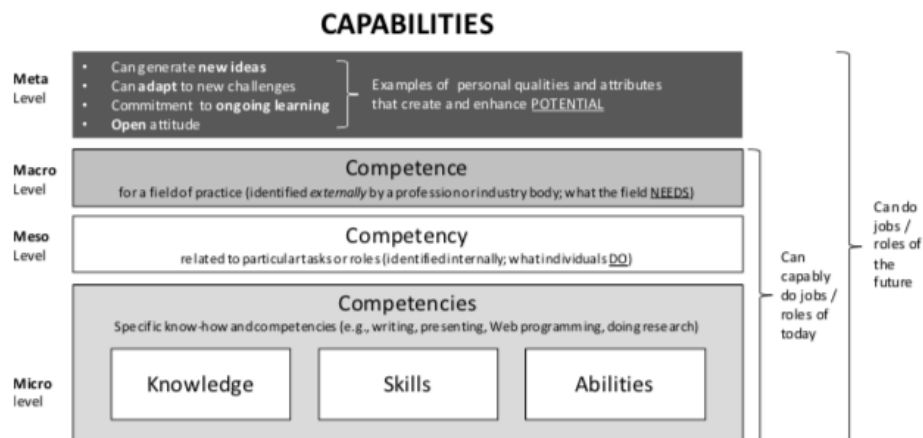 CAPABILITIES
Meta
Level
• Can generate new ideas
• Can adapt to new challenges
• Commitment to ongoing learning
• Open attitude
Examples of personal qualities and attributes
that create and enhance POTENTIAL
Macro
Level
Competence
for a field of practice (identified externally by a profession or industry body; what the field NEEDS)
Meso
Level
Competency
related to particular tasks or roles (identified internally; what individuals DO)
Micro
level
Competencies
Specific know-how and competencies (e.g., writing, presenting, Web programming, doing research)
Knowledge
Skills
Abilities
Can
capably
do jobs /
roles of
today
Can do
jobs /
roles of
the
future